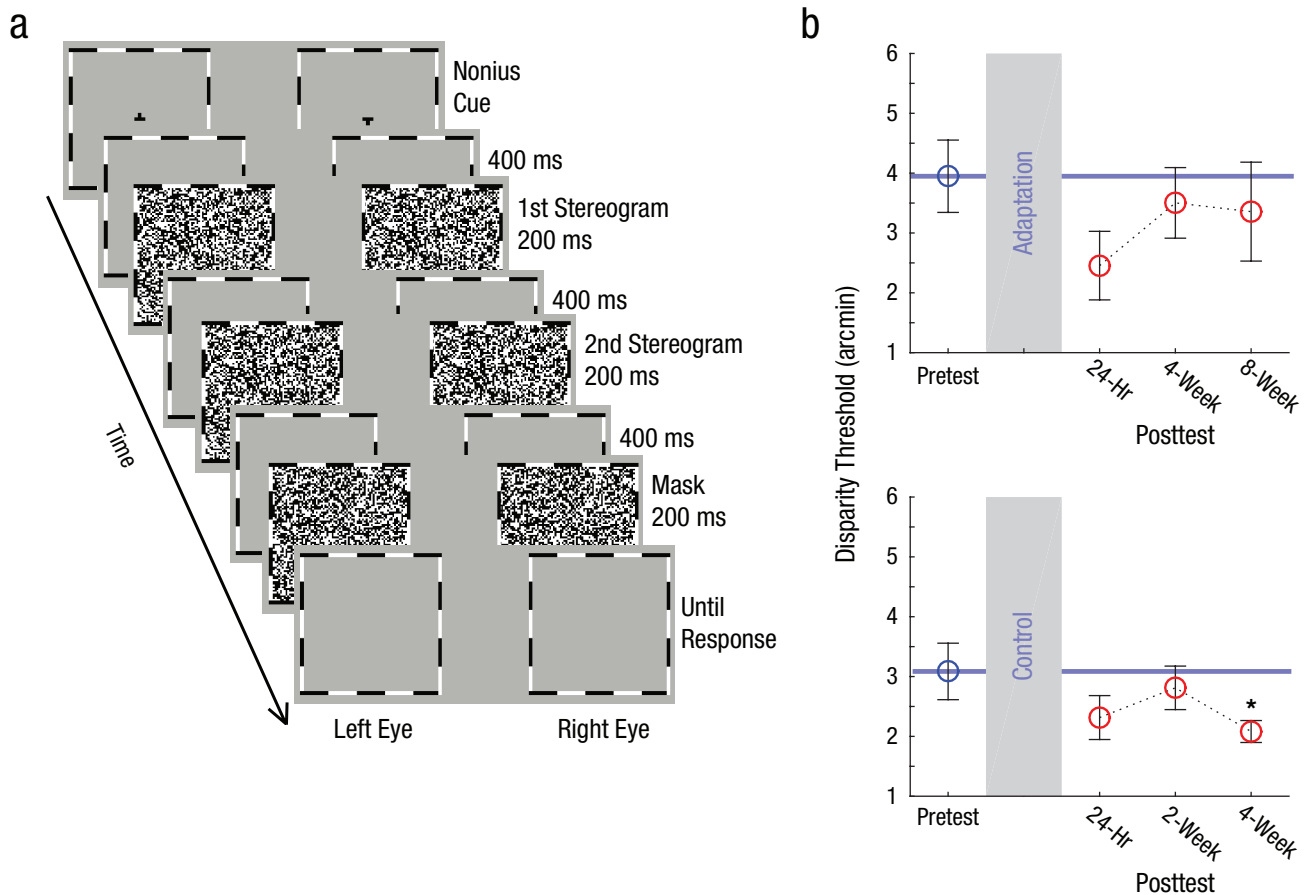 a
Nonius
Cue
400 ms
1st Stereogram
200 ms
400 ms
2nd Stereogram
200 ms
400 ms
Mask
200 ms
Until
Response
Time
Left Eye
Right Eye
b
Disparity Threshold (arcmin)
6
5
4
3
2
1
Adaptation
Pretest
24-Hr
4-Week
8-Week
Posttest
6
5
4
3
2
1
Control
*
Pretest
24-Hr
2-Week
4-Week
Posttest